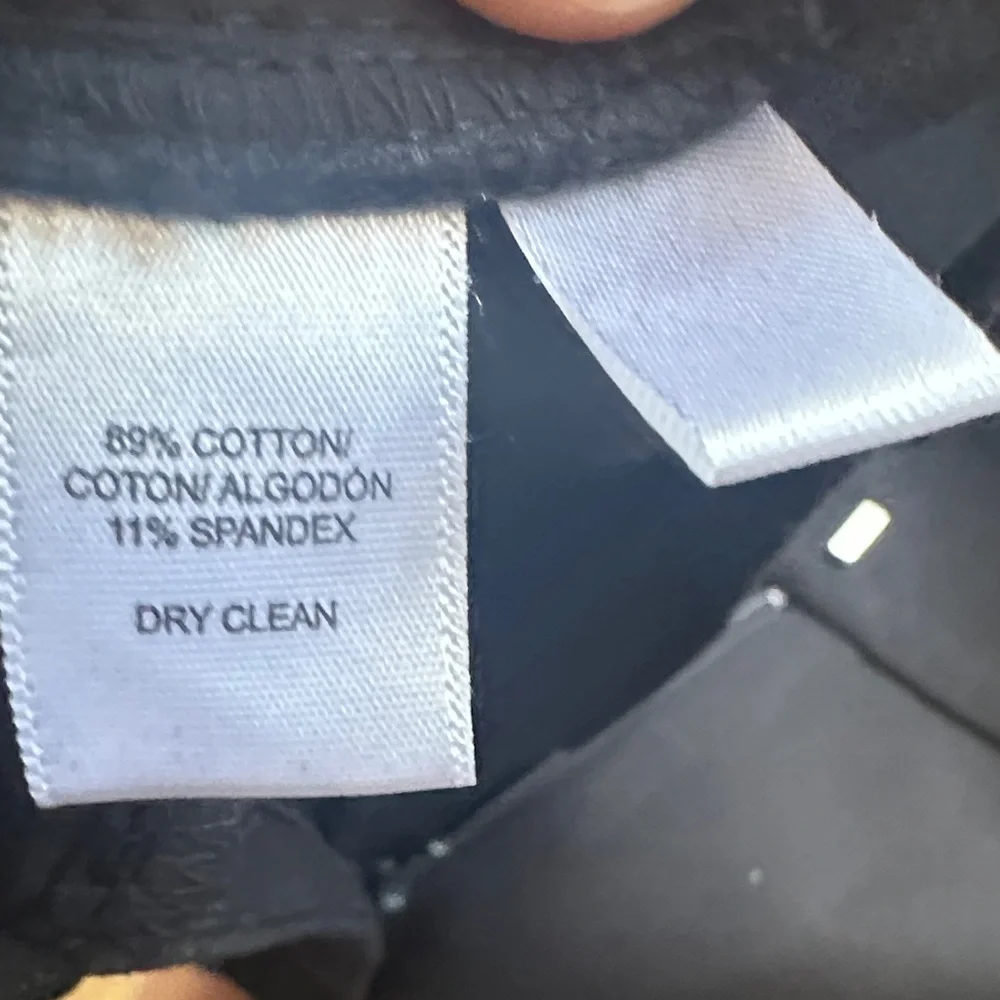 89% COTTON/
COTON/ ALGODÓN
11% SPANDEX
DRY CLEAN